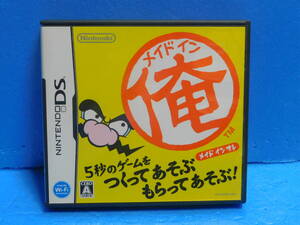 Nintendo
NINTENDO DS
メイド イン
俺
TM
メイド イン オレ
5秒のゲームを
つくってあそぶ
もらってあそぶ!
Wi-Fi
CERO
A